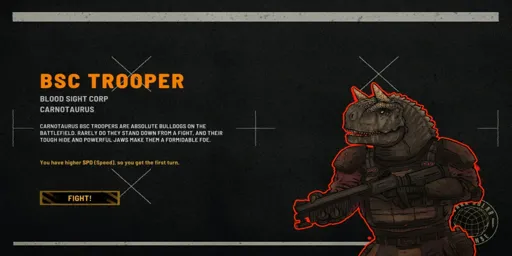 BSC TROOPER
BLOOD SIGHT CORP
CARNOTAURUS
CARNOTAURUS BSC TROOPERS ARE ABSOLUTE BULLDOGS ON THE
BATTLEFIELD. RARELY DO THEY STAND DOWN FROM A FIGHT, AND THEIR
TOUGH HIDE AND POWERFUL JAWS MAKE THEM A FORMIDABLE FOE.
You have higher SPD (Speed), so you get the first turn.
FIGHT!